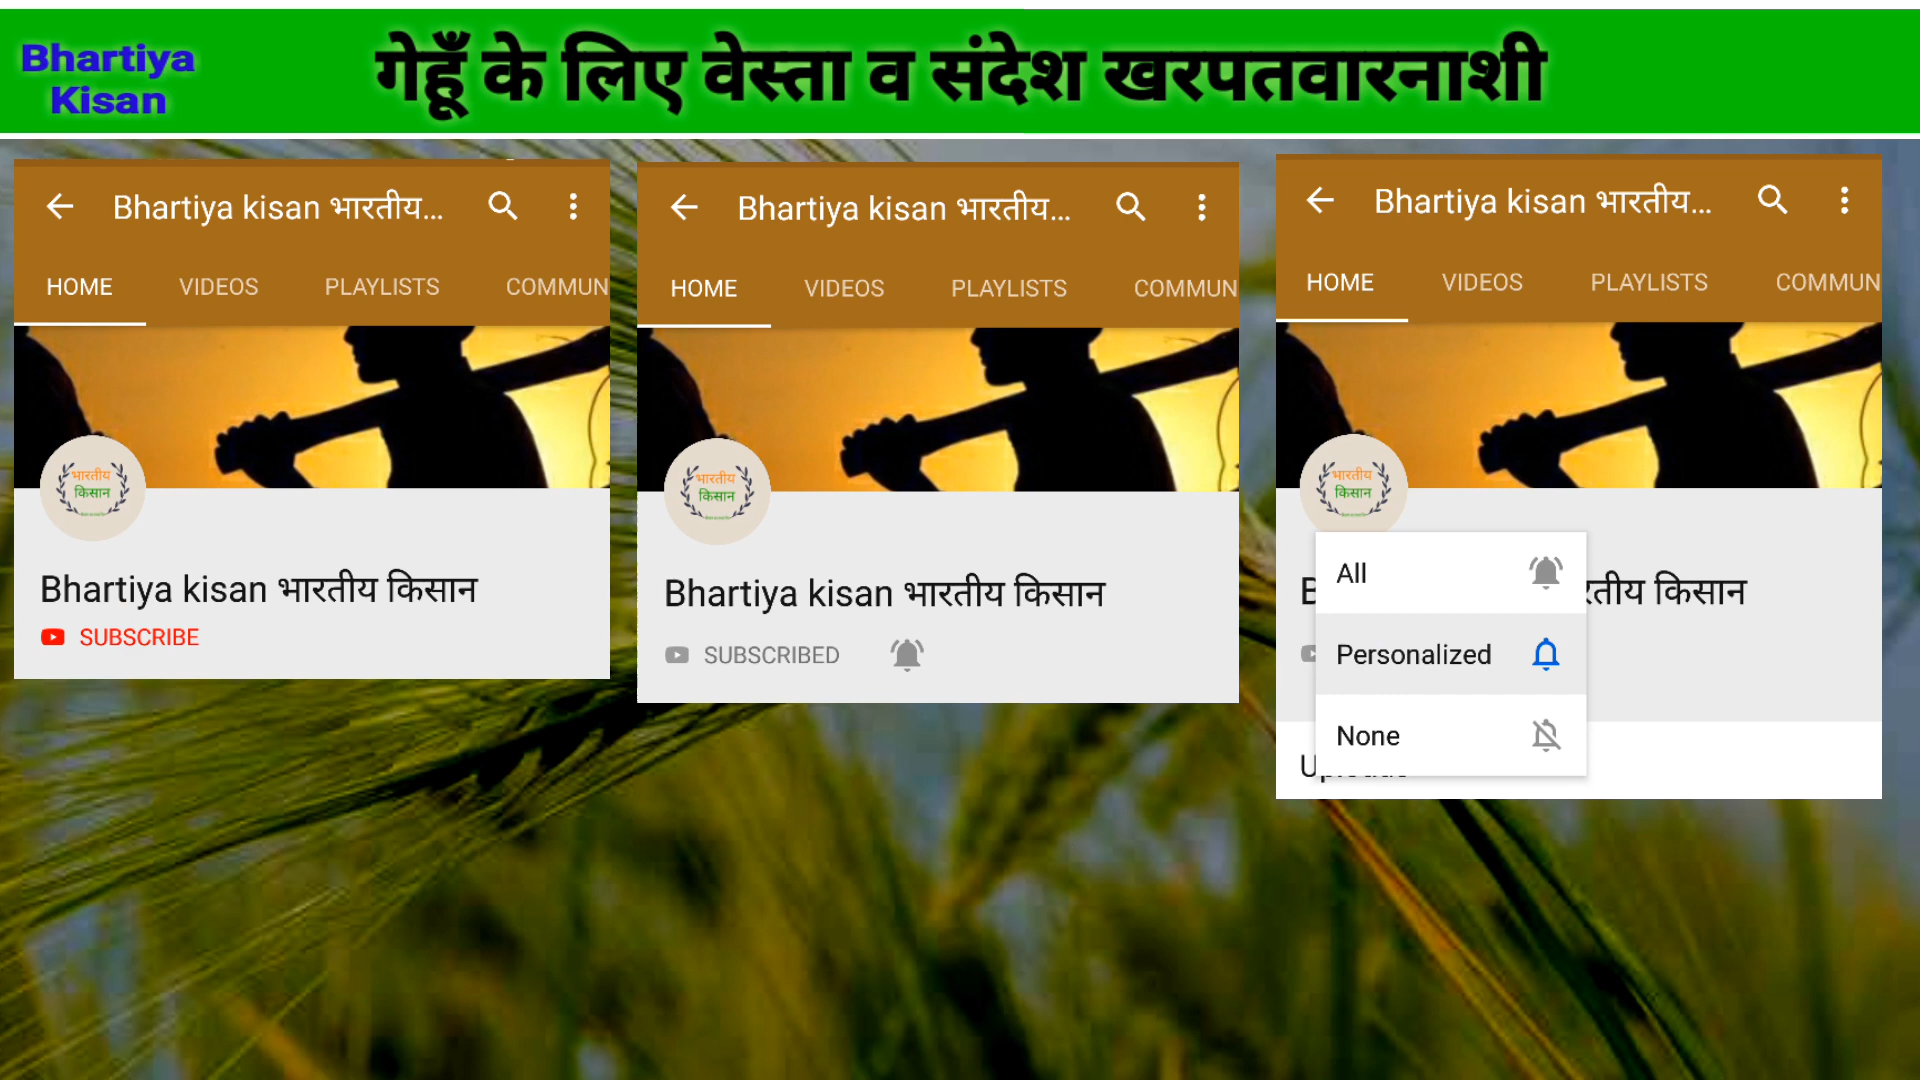 Bhartiya
Kisan
गेहूँ के लिए वेस्ता व संदेश खरपतवारनाशी
Bhartiya kisan भारतीय...
HOME VIDEOS PLAYLISTS COMMUN
भारतीय
किसान
Bhartiya kisan भारतीय किसान
SUBSCRIBE
Bhartiya kisan भारतीय...
HOME VIDEOS PLAYLISTS COMMUN
भारतीय
किसान
Bhartiya kisan भारतीय किसान
SUBSCRIBED
Bhartiya kisan भारतीय...
HOME VIDEOS PLAYLISTS COMMUN
भारतीय
किसान
All
किसान
Personalized
None